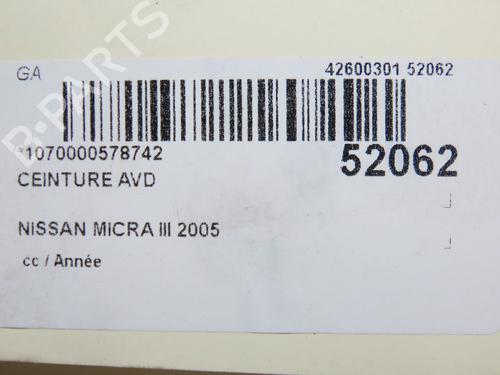 GA 42600301 52062
*1070000578742 52062
CEINTURE AVD
NISSAN MICRA III 2005
cc / Année
B-PARTS